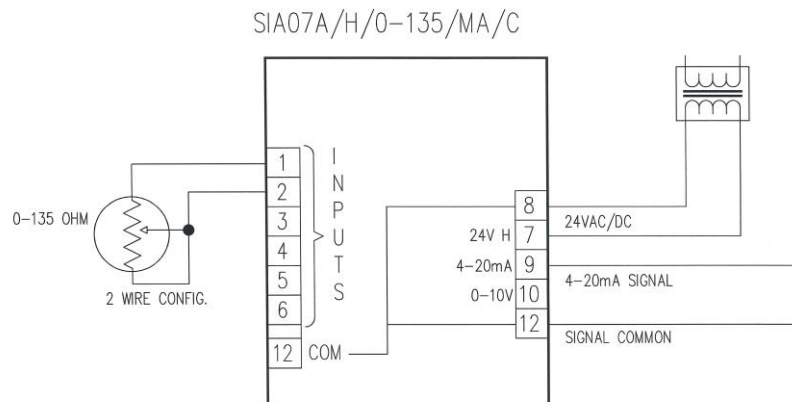 SIA07A/H/0-135/MA/C
1
2
3
4
5
6
12 COM
INPUTS
0-135 OHM
2 WIRE CONFIG.
8
24VAC/DC
24V H 7
4-20mA 9
4-20mA SIGNAL
0-10V 10
12
SIGNAL COMMON